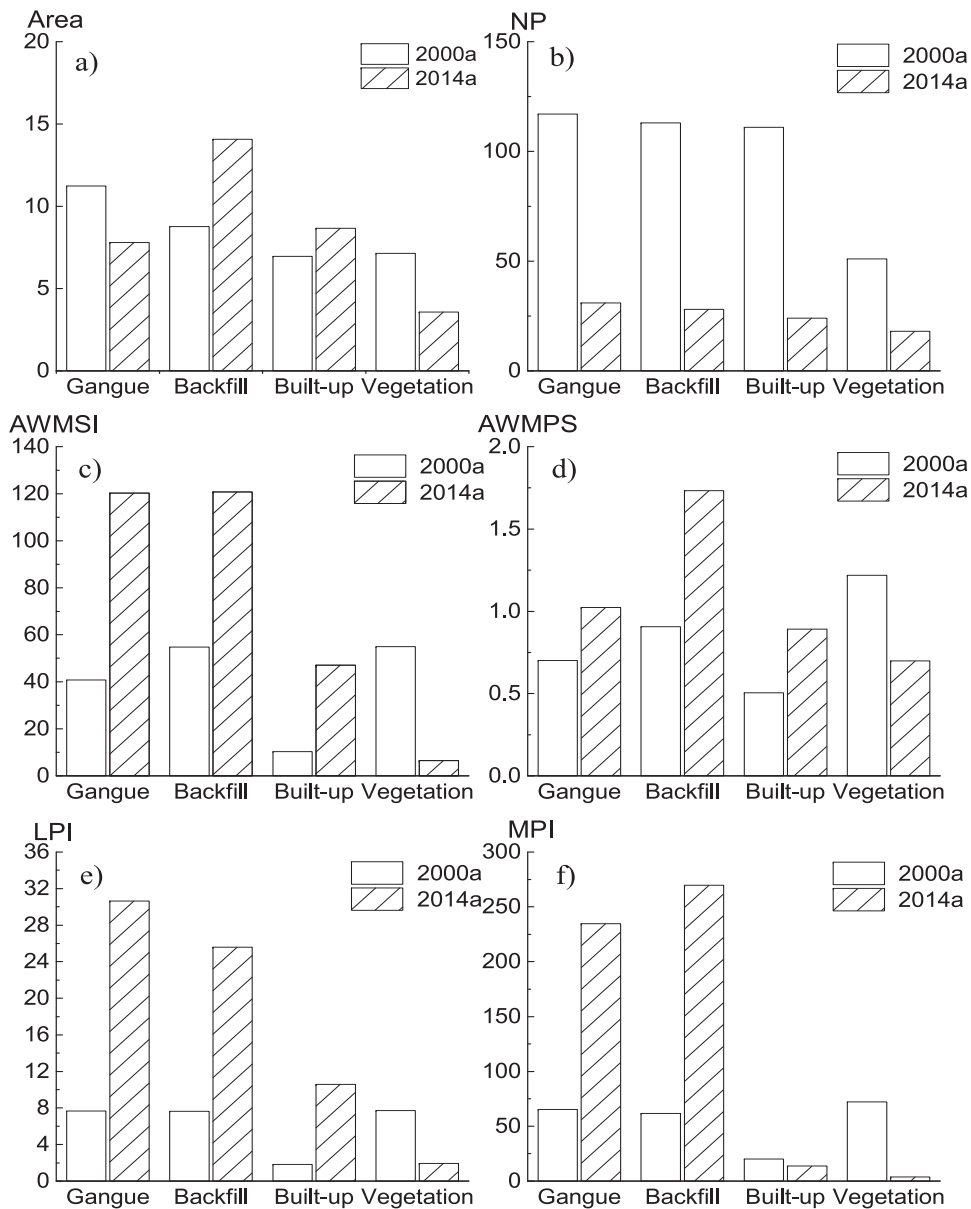 Area
20
15
10
5
0
a)
2000a
2014a
Gangue Backfill Built-up Vegetation
NP
150
100
50
0
b)
2000a
2014a
Gangue Backfill Built-up Vegetation
AWMSI
140
120
100
80
60
40
20
0
c)
2000a
2014a
Gangue Backfill Built-up Vegetation
AWMPS
2.0
1.5
1.0
0.5
0.0
d)
2000a
2014a
Gangue Backfill Built-up Vegetation
LPI
36
32
28
24
20
16
12
8
4
0
e)
2000a
2014a
Gangue Backfill Built-up Vegetation
MPI
300
250
200
150
100
50
0
f)
2000a
2014a
Gangue Backfill Built-up Vegetation